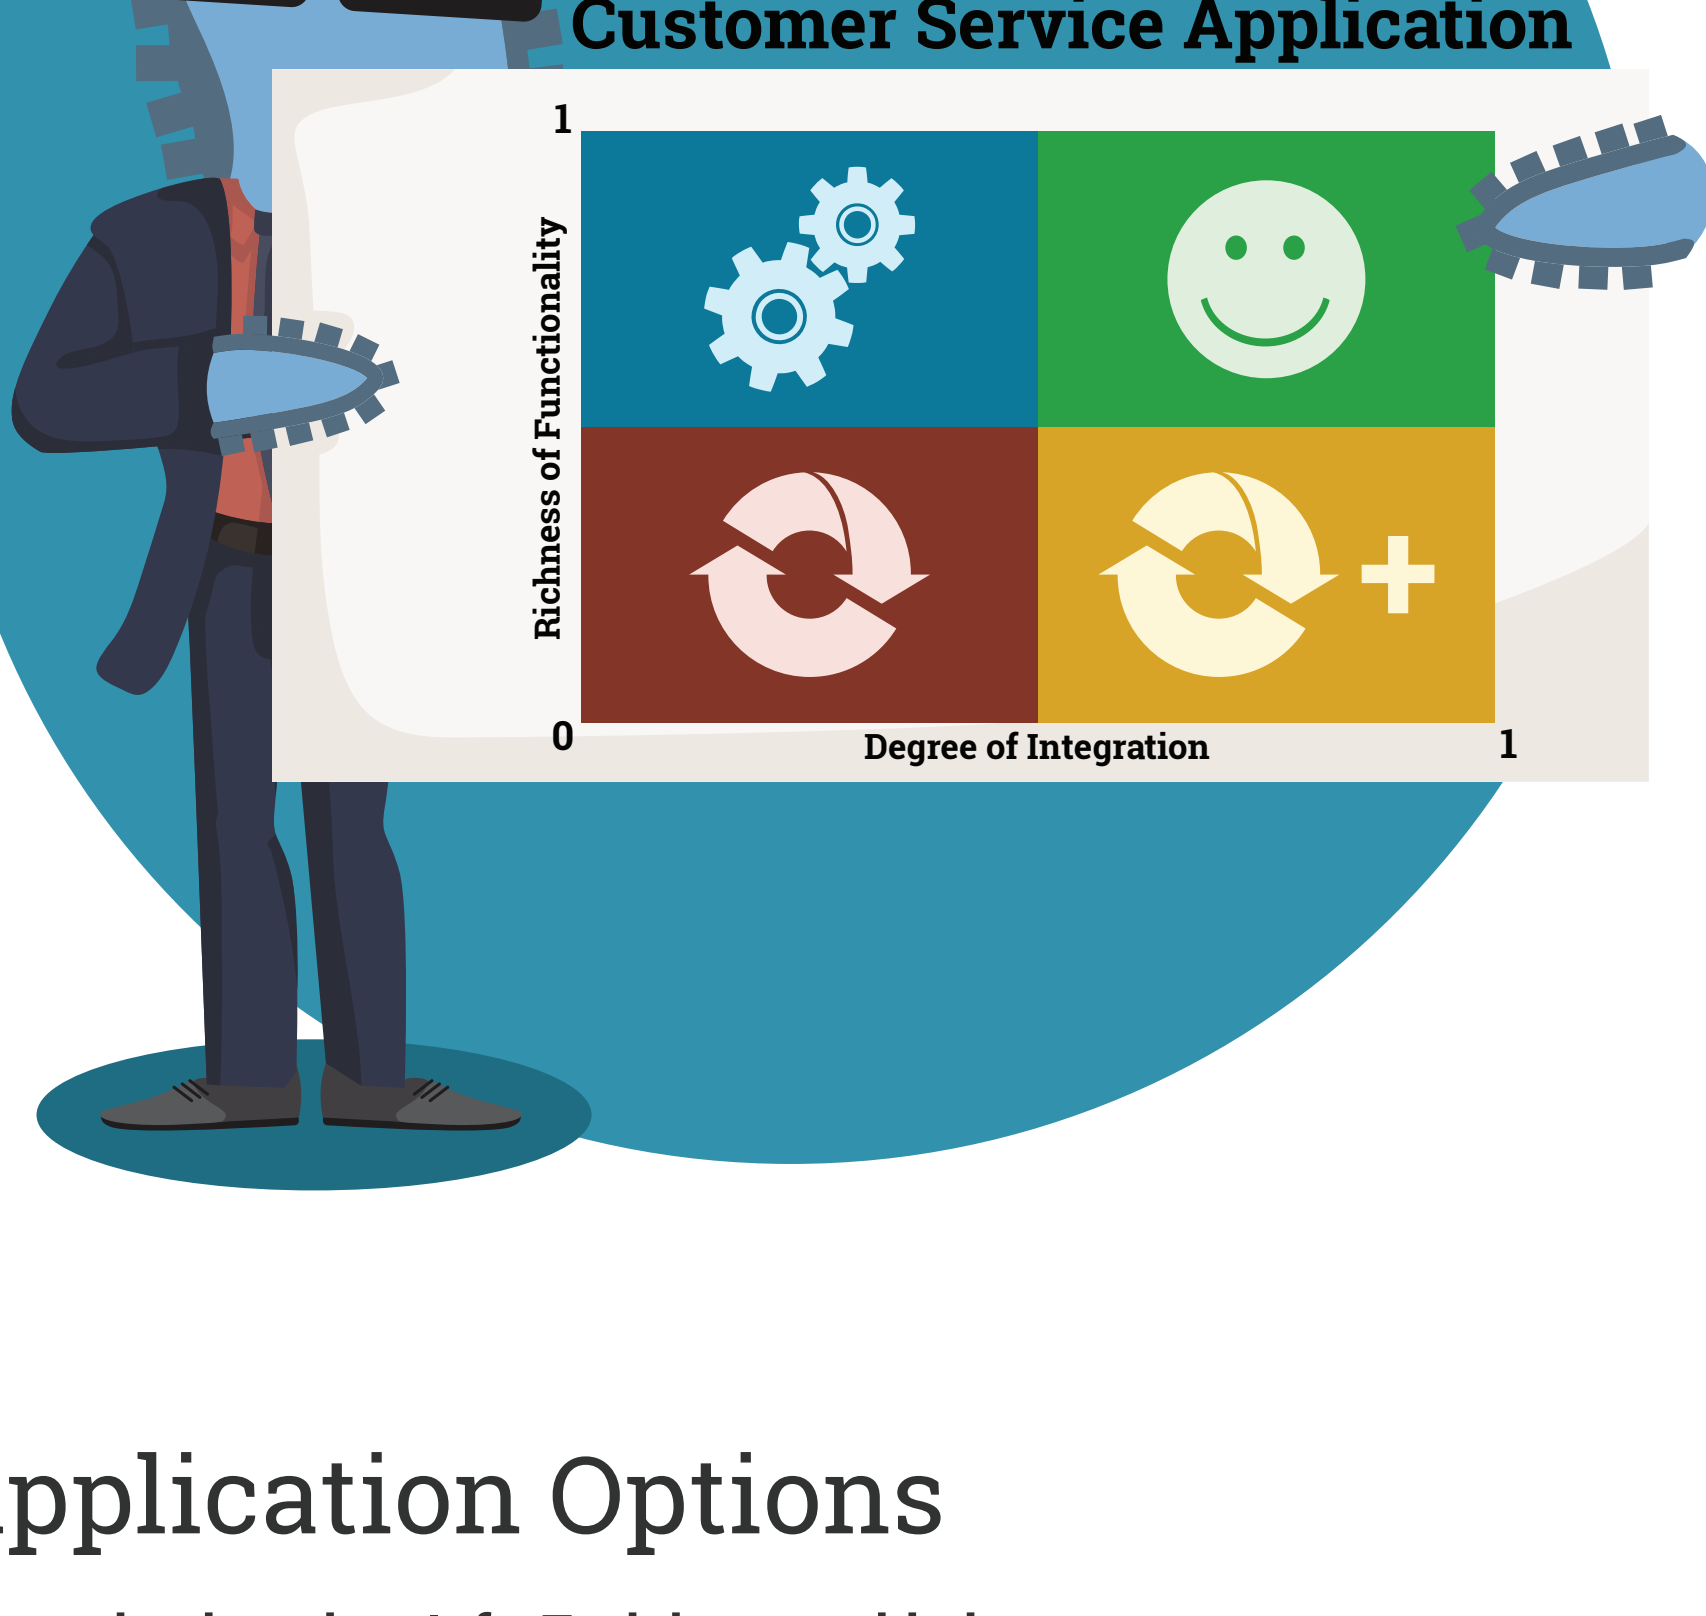 Customer Service Application
1
Richness of Functionality
0
Degree of Integration
1
pplication Options